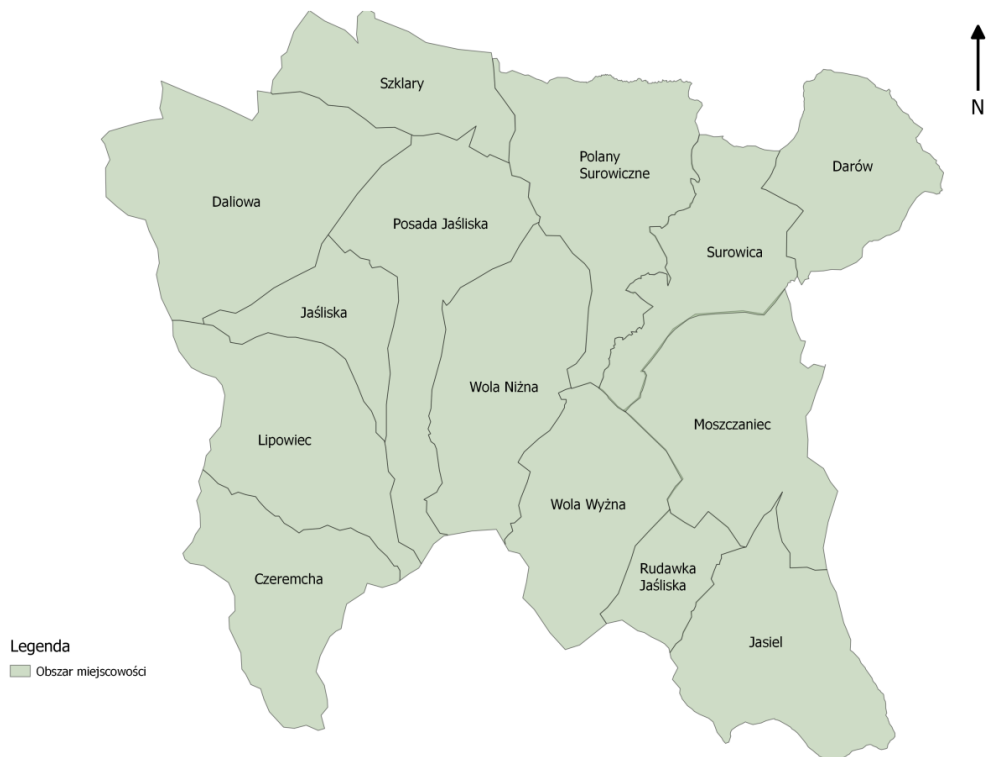 Szklary
N
Polany
Surowiczne
Darów
Daliowa
Posada Jaśliska
Surowica
Jaśliska
Wola Niżna
Moszczaniec
Lipowiec
Wola Wyżna
Rudawka
Jaśliska
Czeremcha
Jasiel
Legenda
Obszar miejscowości